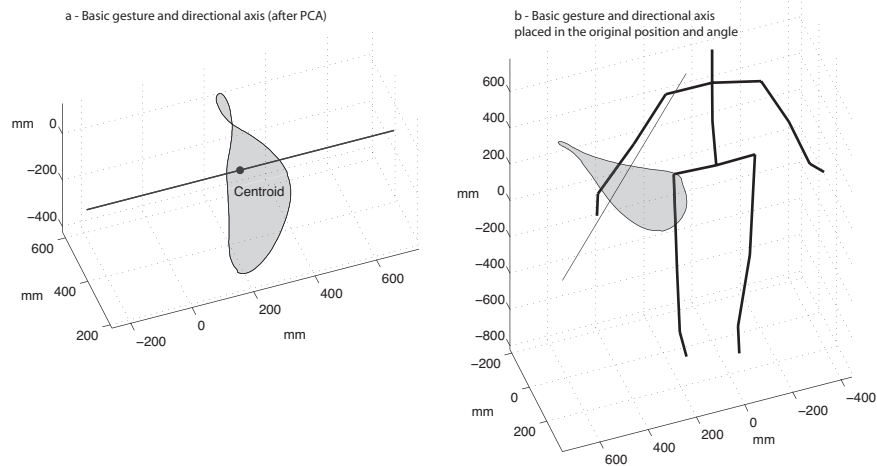 a - Basic gesture and directional axis (after PCA)
mm
0
−200
−400
600
mm
400
200
−200
0
200
400
600
mm
Centroid
b - Basic gesture and directional axis
placed in the original position and angle
600
400
200
mm
0
−200
−400
−600
−800
−200
0
mm
200
600
400
200
0
mm
−200
−400